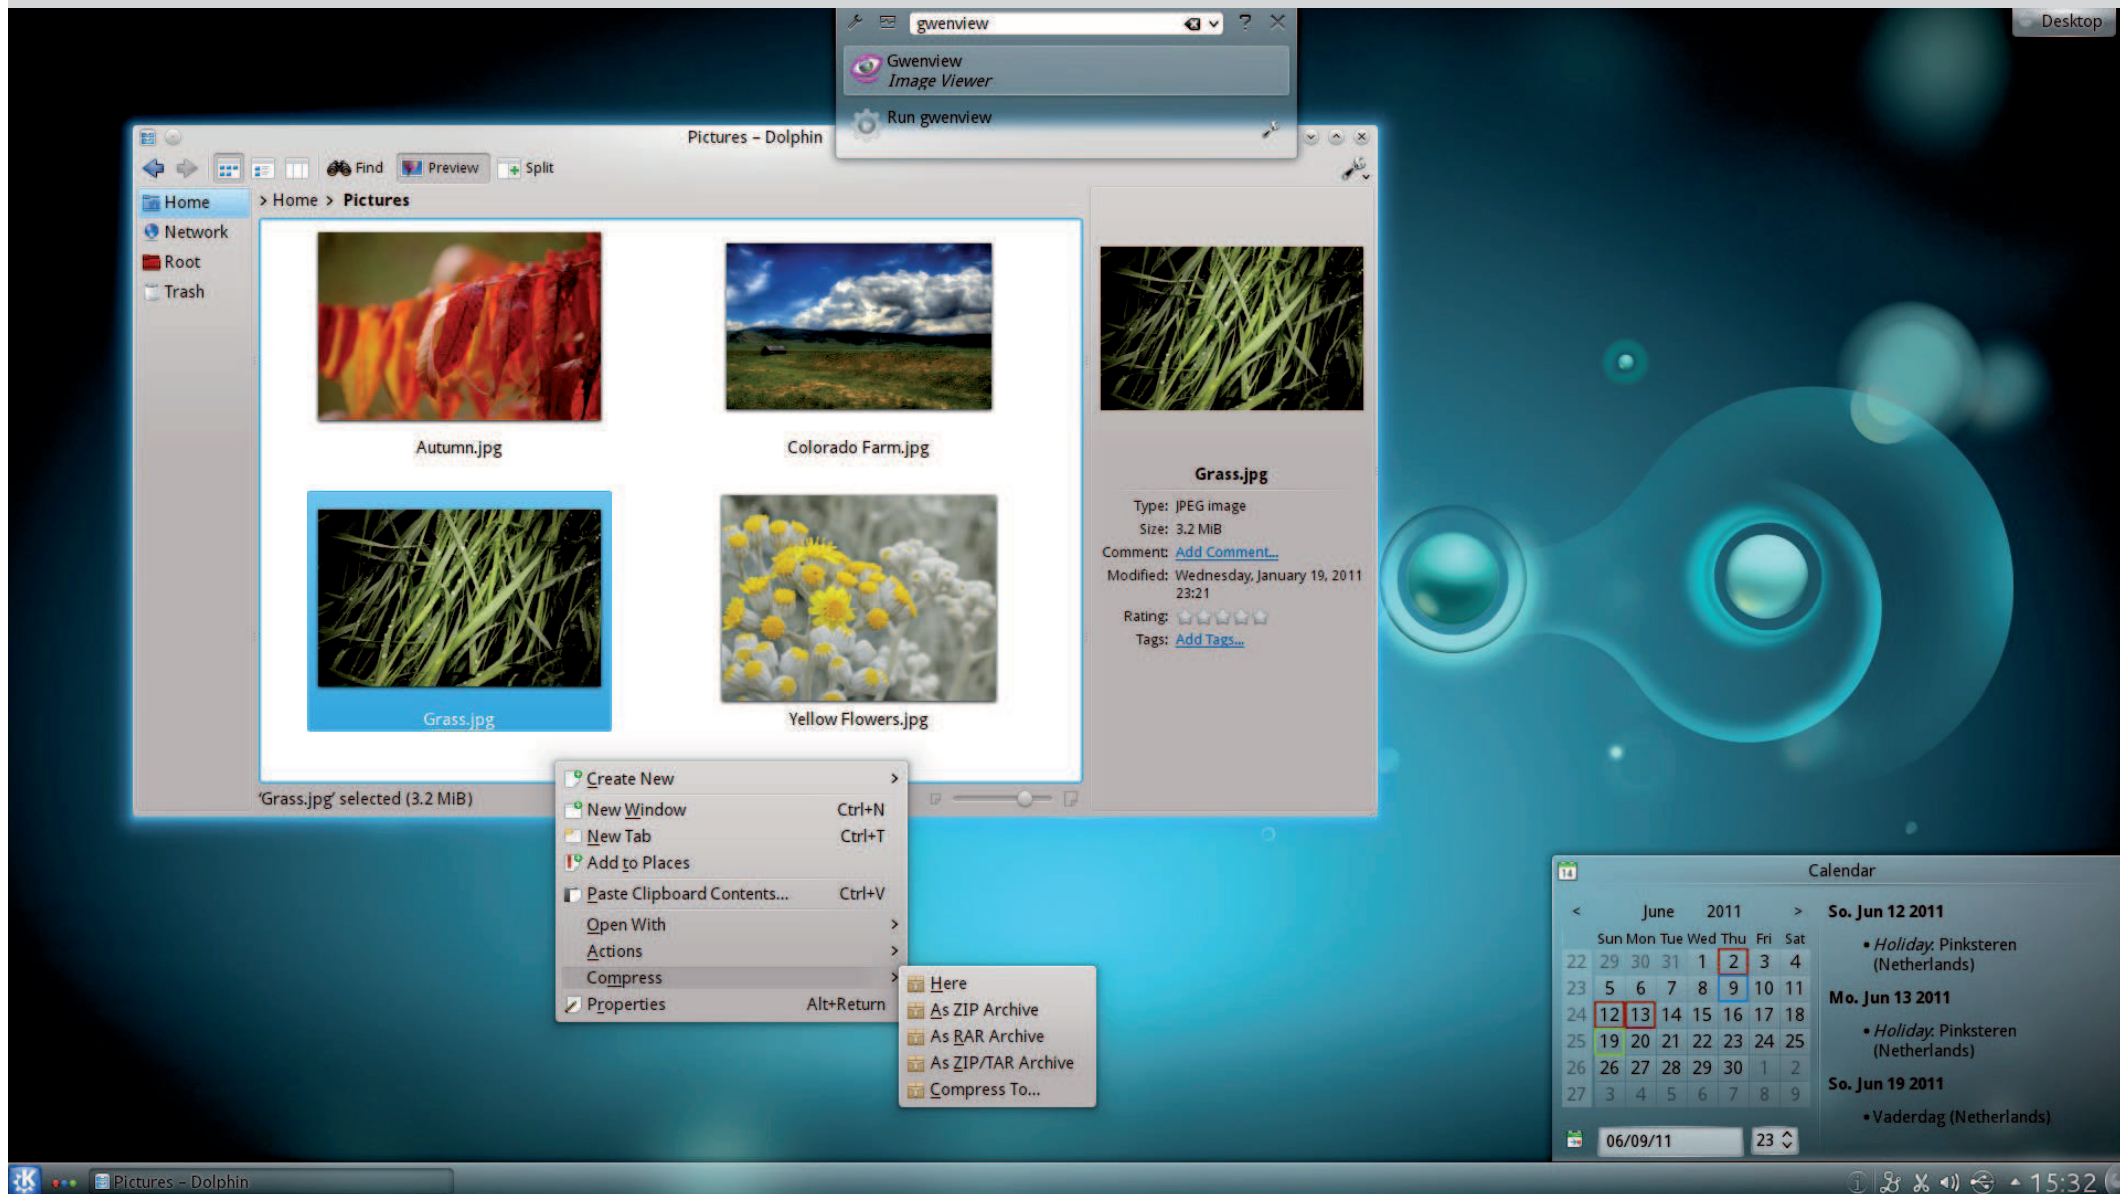 gwenview
?
Desktop
Gwenview
Image Viewer
Run gwenview
Pictures – Dolphin
Find
Preview
Split
Home
Network
Root
Trash
> Home > Pictures
Autumn.jpg
Colorado Farm.jpg
Grass.jpg
Yellow Flowers.jpg
'Grass.jpg' selected (3.2 MiB)
Grass.jpg
Type: JPEG image
Size: 3.2 MiB
Comment: Add Comment...
Modified: Wednesday, January 19, 2011
23:21
Rating:
Tags: Add Tags...
Create New >
New Window Ctrl+N
New Tab Ctrl+T
Add to Places
Paste Clipboard Contents... Ctrl+V
Open With >
Actions >
Compress >
Properties Alt+Return
Here
As ZIP Archive
As RAR Archive
As ZIP/TAR Archive
Compress To...
14
Calendar
< June 2011 >
Sun Mon Tue Wed Thu Fri Sat
22 29 30 31 1 2 3 4
23 5 6 7 8 9 10 11
24 12 13 14 15 16 17 18
25 19 20 21 22 23 24 25
26 26 27 28 29 30 1 2
27 3 4 5 6 7 8 9
06/09/11 23
So. Jun 12 2011
• Holiday: Pinksteren
(Netherlands)
Mo. Jun 13 2011
• Holiday: Pinksteren
(Netherlands)
So. Jun 19 2011
• Vaderdag (Netherlands)
K
Pictures – Dolphin
15:32